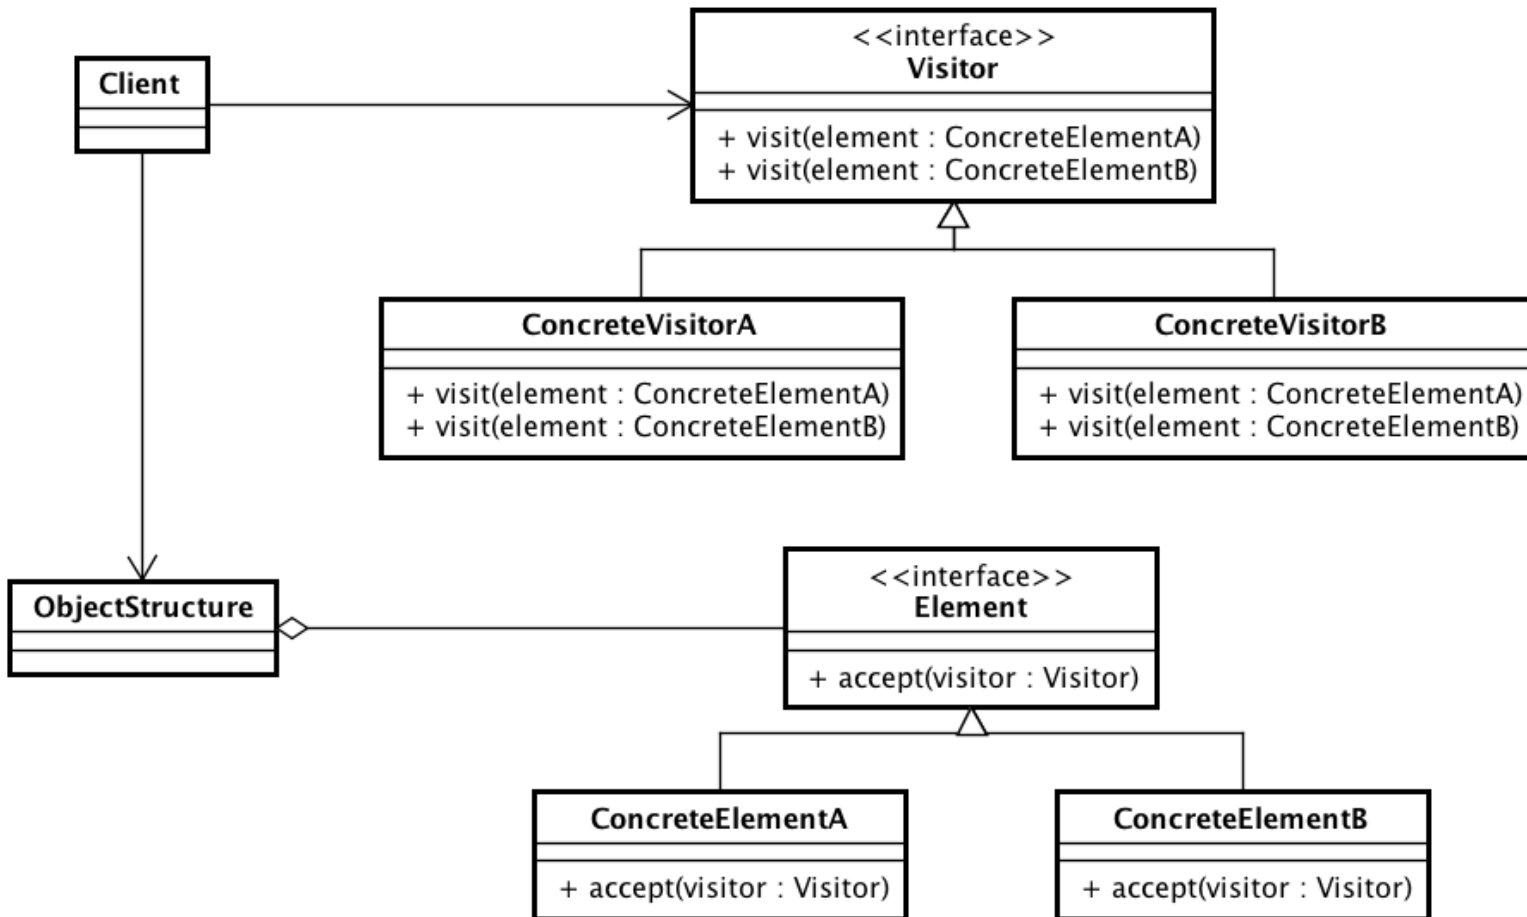 Client
<<interface>>
Visitor
+ visit(element : ConcreteElementA)
+ visit(element : ConcreteElementB)
ConcreteVisitorA
+ visit(element : ConcreteElementA)
+ visit(element : ConcreteElementB)
ConcreteVisitorB
+ visit(element : ConcreteElementA)
+ visit(element : ConcreteElementB)
ObjectStructure
<<interface>>
Element
+ accept(visitor : Visitor)
ConcreteElementA
+ accept(visitor : Visitor)
ConcreteElementB
+ accept(visitor : Visitor)